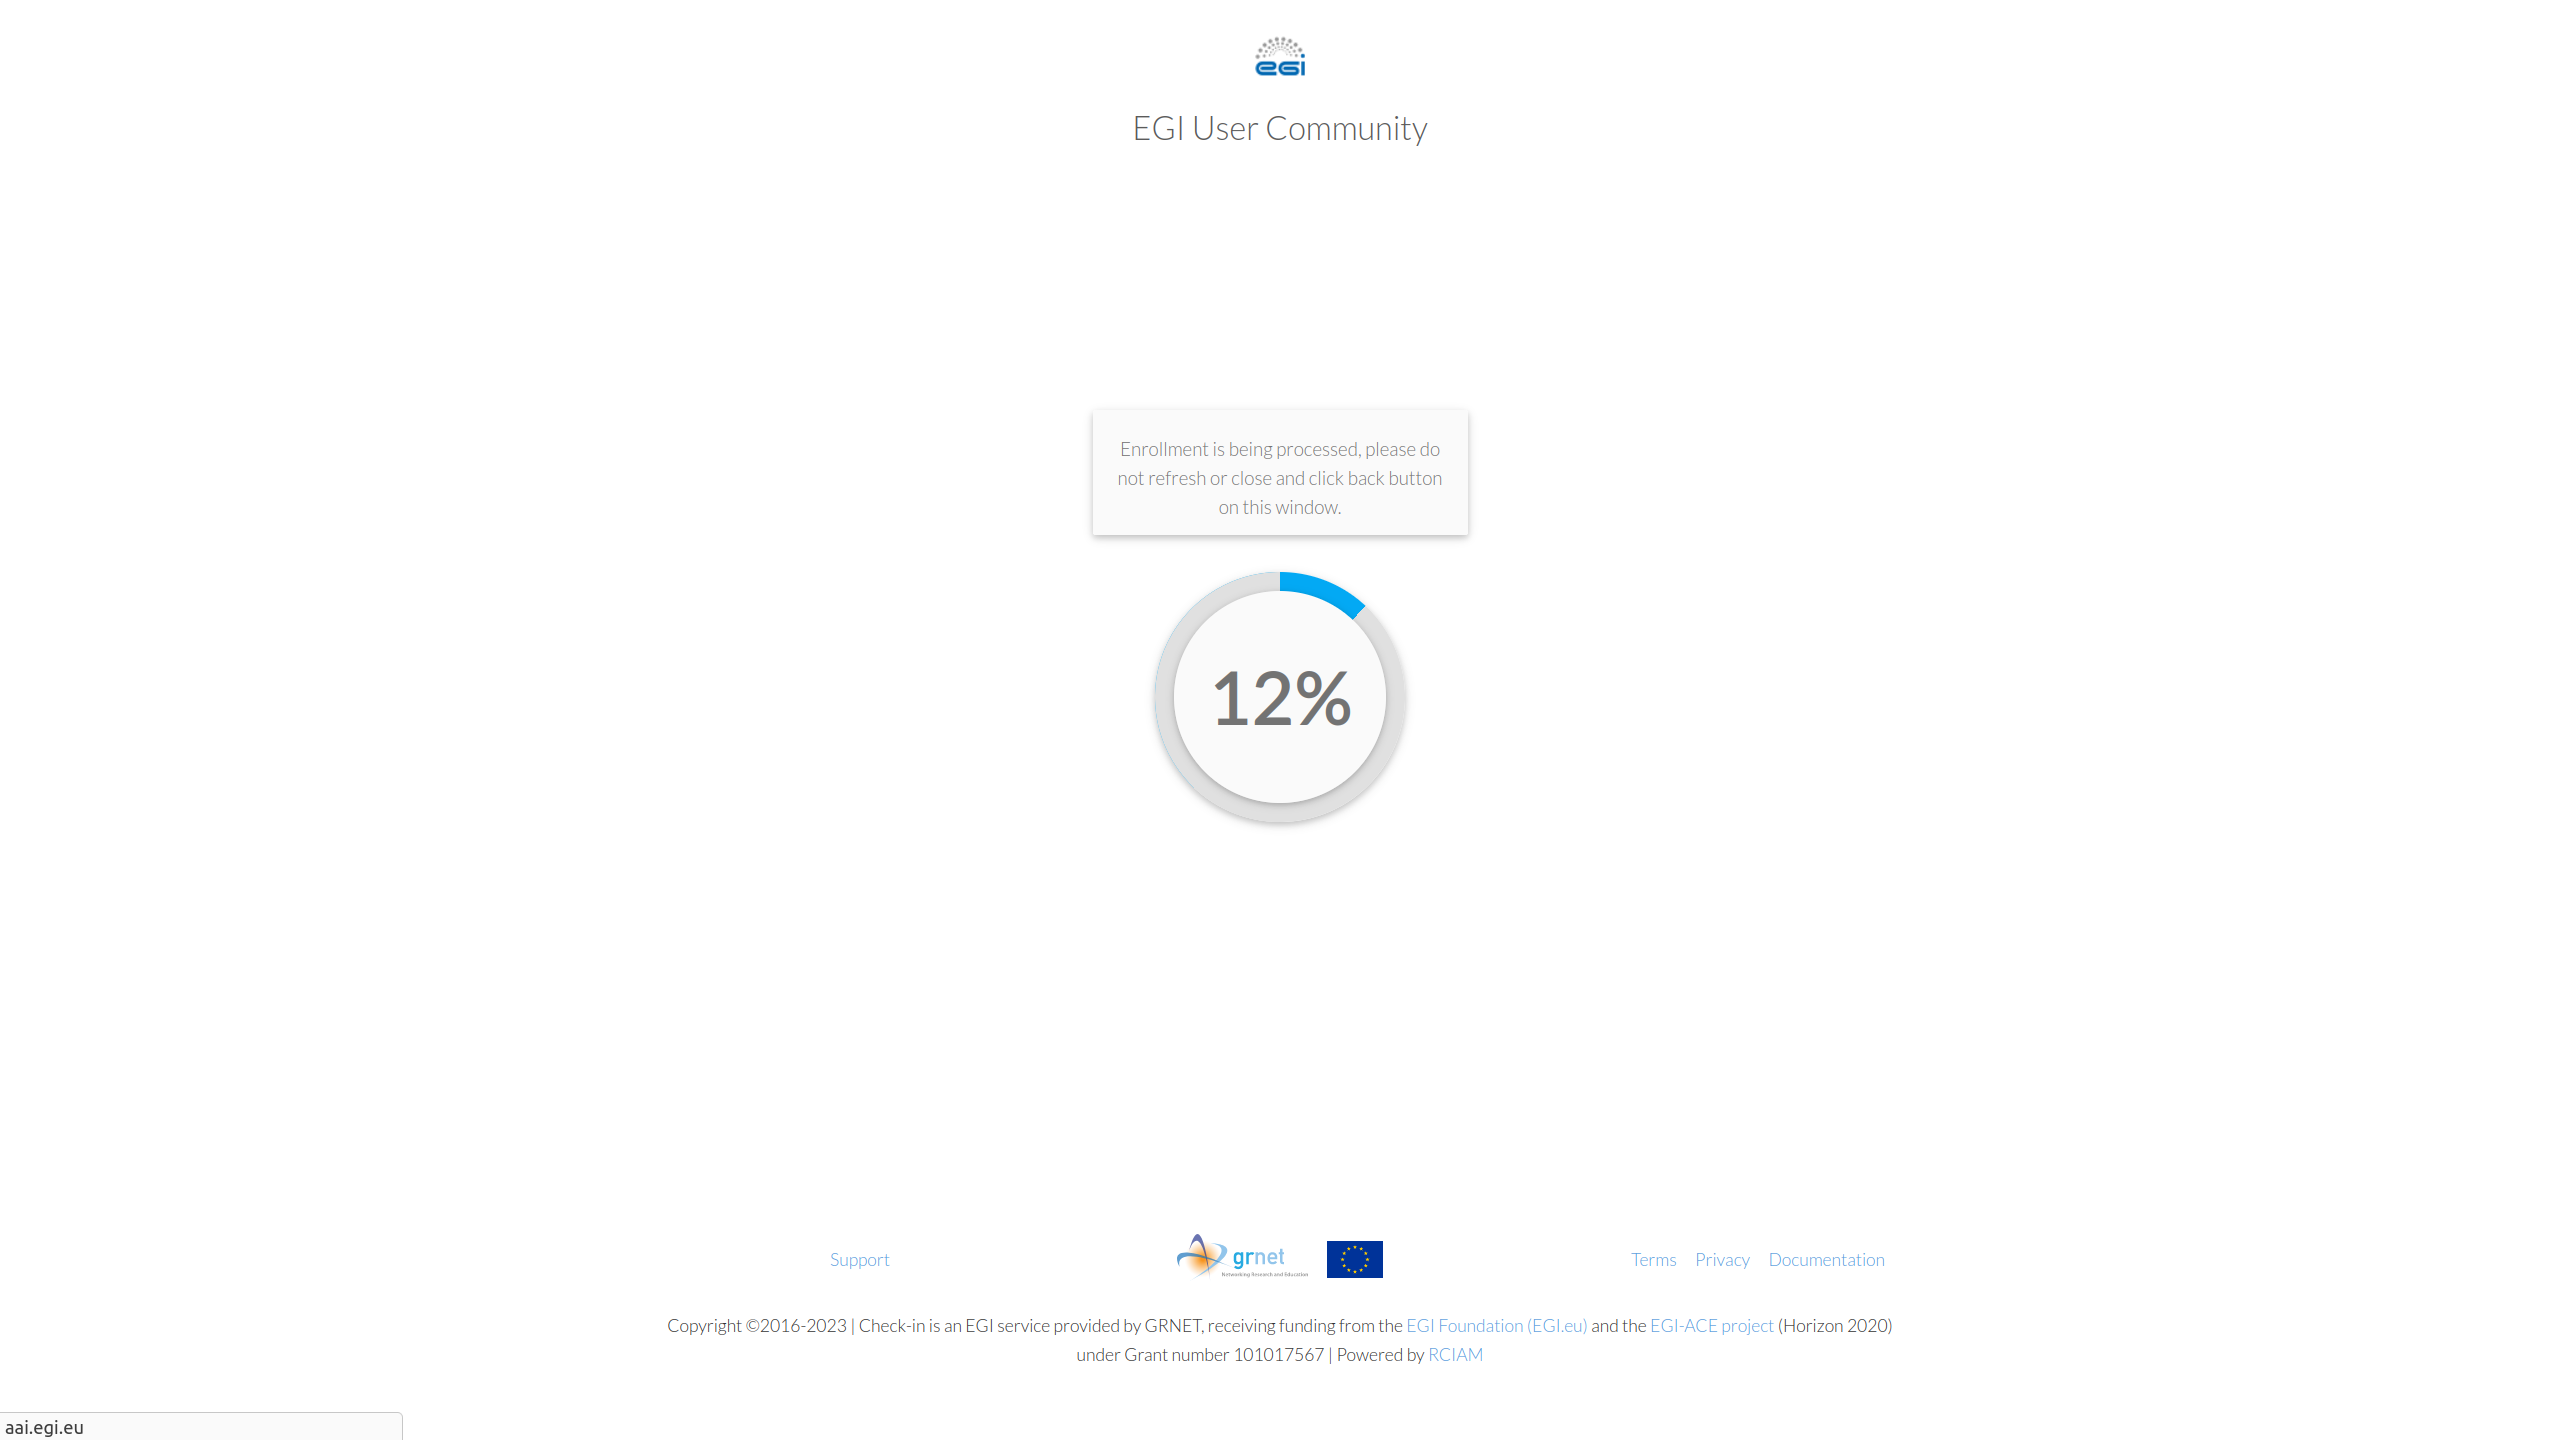 egi
EGI User Community
Enrollment is being processed, please do
not refresh or close and click back button
on this window.
12%
Support
grnet
Networking Research and Education
Terms Privacy Documentation
Copyright ©2016-2023 | Check-in is an EGI service provided by GRNET, receiving funding from the EGI Foundation (EGI.eu) and the EGI-ACE project (Horizon 2020)
under Grant number 101017567 | Powered by RCIAM
aai.egi.eu